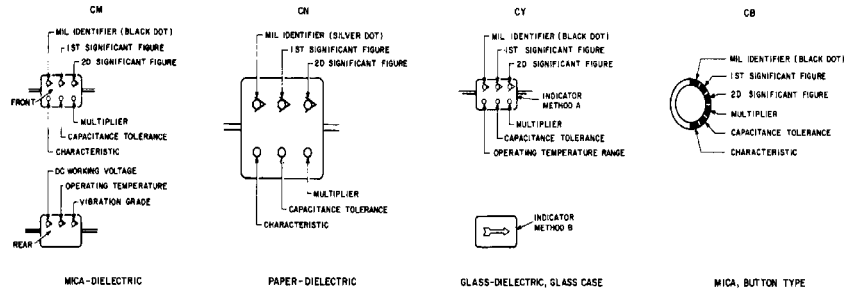 CM
MIL IDENTIFIER (BLACK DOT)
1ST SIGNIFICANT FIGURE
2D SIGNIFICANT FIGURE
FRONT
MULTIPLIER
CAPACITANCE TOLERANCE
CHARACTERISTIC
DC WORKING VOLTAGE
OPERATING TEMPERATURE
VIBRATION GRADE
REAR
MICA-DIELECTRIC
CN
MIL IDENTIFIER (SILVER DOT)
1ST SIGNIFICANT FIGURE
2D SIGNIFICANT FIGURE
MULTIPLIER
CAPACITANCE TOLERANCE
CHARACTERISTIC
PAPER-DIELECTRIC
CY
MIL IDENTIFIER (BLACK DOT)
1ST SIGNIFICANT FIGURE
2D SIGNIFICANT FIGURE
INDICATOR
METHOD A
MULTIPLIER
CAPACITANCE TOLERANCE
OPERATING TEMPERATURE RANGE
INDICATOR
METHOD B
GLASS-DIELECTRIC, GLASS CASE
CB
MIL IDENTIFIER (BLACK DOT)
1ST SIGNIFICANT FIGURE
2D SIGNIFICANT FIGURE
MULTIPLIER
CAPACITANCE TOLERANCE
CHARACTERISTIC
MICA, BUTTON TYPE